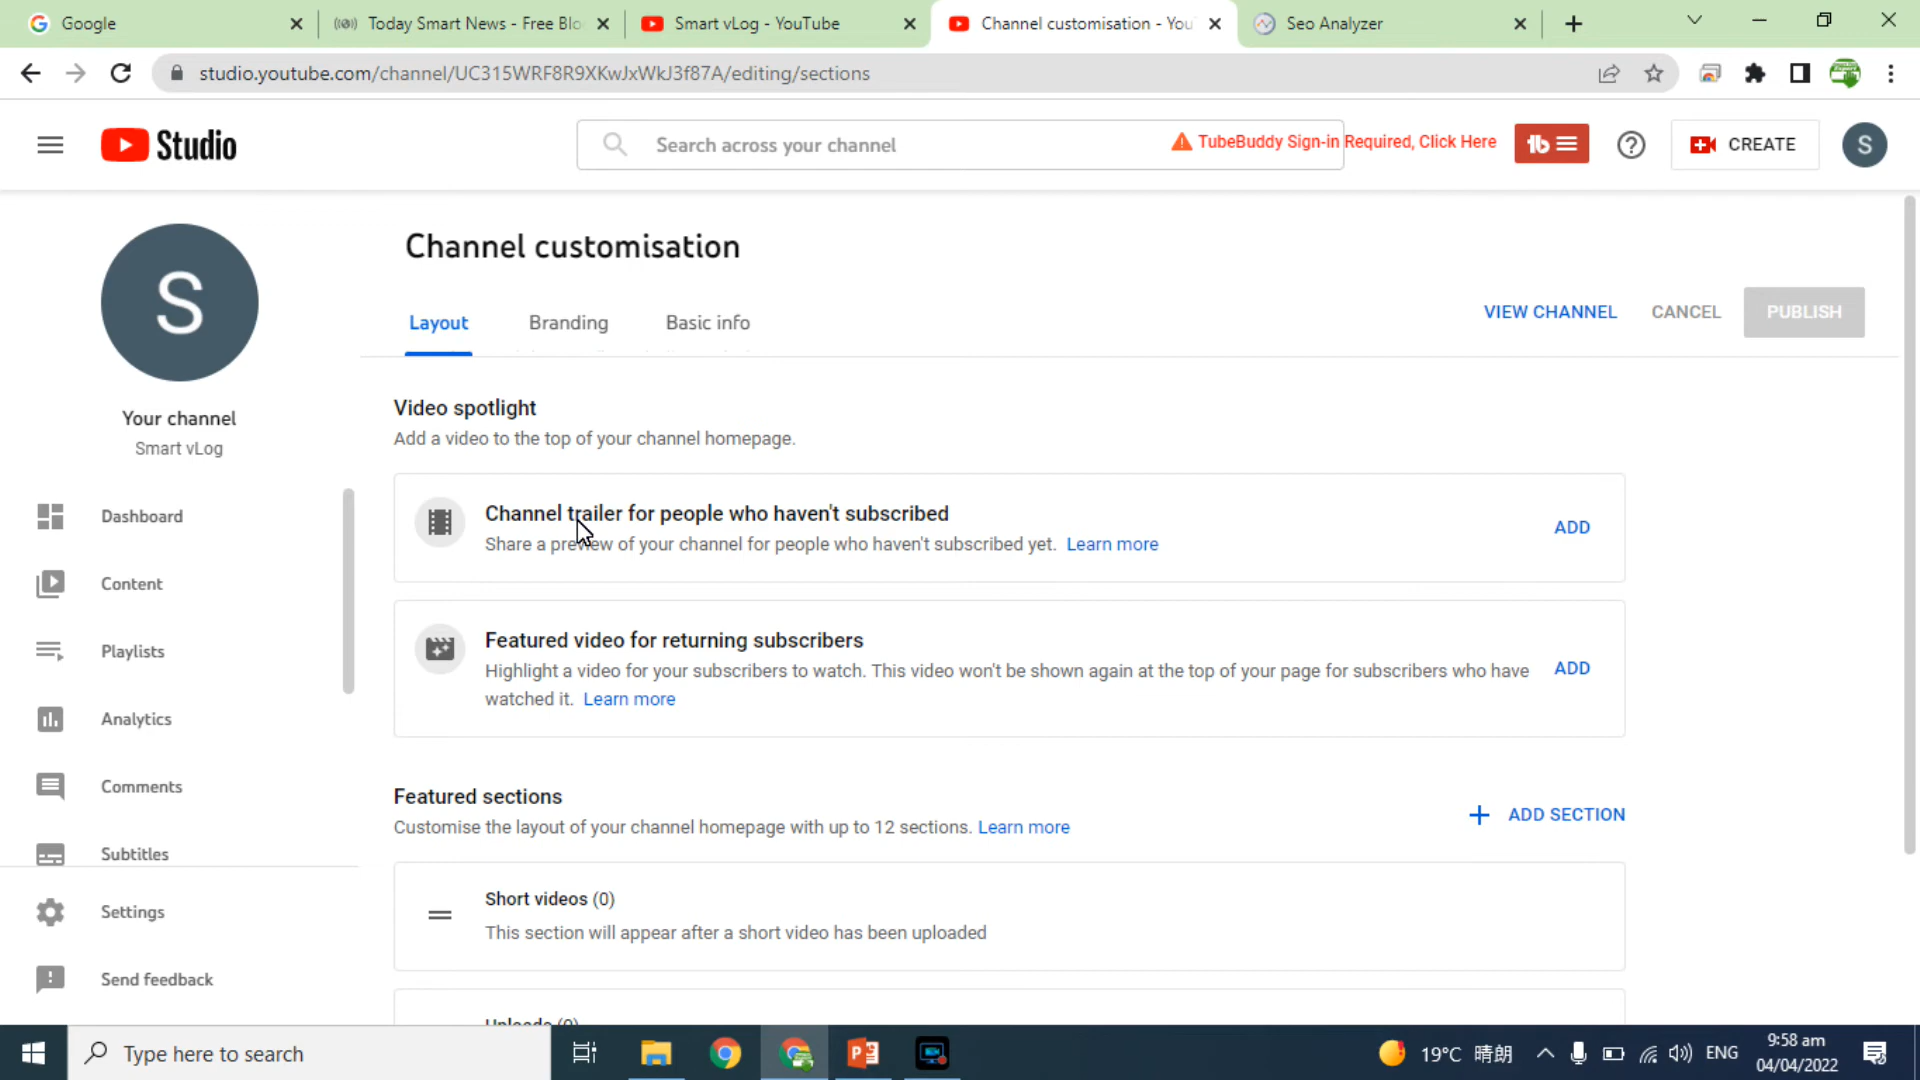 Google
Today Smart News - Free Blo
Smart vLog - YouTube
Channel customisation - You
Seo Analyzer
studio.youtube.com/channel/UC315WRF8R9XKwJxWkJ3f87A/editing/sections
Studio
Search across your channel
TubeBuddy Sign-in Required, Click Here
tb
CREATE
S
S
Channel customisation
Layout
Branding
Basic info
VIEW CHANNEL
CANCEL
PUBLISH
Your channel
Smart vLog
Video spotlight
Add a video to the top of your channel homepage.
Channel trailer for people who haven't subscribed
Share a preview of your channel for people who haven't subscribed yet. Learn more
ADD
Featured video for returning subscribers
Highlight a video for your subscribers to watch. This video won't be shown again at the top of your page for subscribers who have
watched it. Learn more
ADD
Dashboard
Content
Playlists
Analytics
Comments
Subtitles
Settings
Send feedback
Featured sections
Customise the layout of your channel homepage with up to 12 sections. Learn more
ADD SECTION
Short videos (0)
This section will appear after a short video has been uploaded
Uploads (0)
Type here to search
19°C 晴朗
ENG
9:58 am
04/04/2022